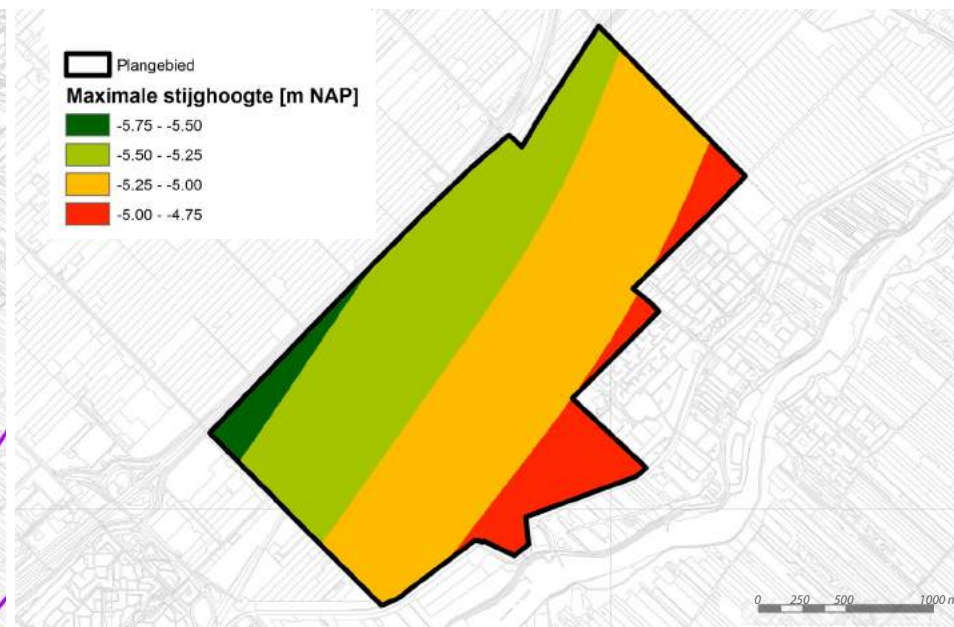 Plangebied
Maximale stijghoogte [m NAP]
-5.75 - -5.50
-5.50 - -5.25
-5.25 - -5.00
-5.00 - -4.75
0 250 500 1000 m